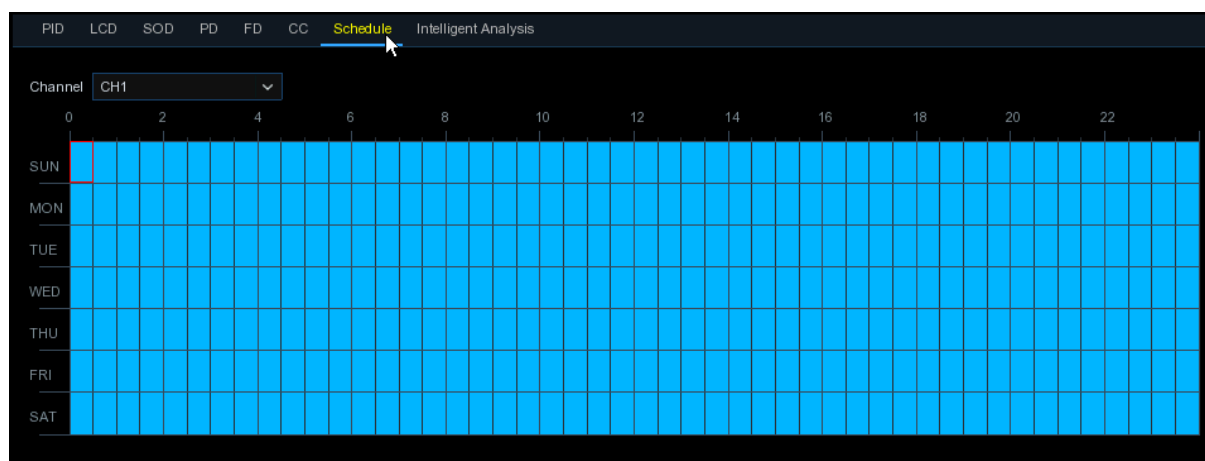 PID LCD SOD PD FD CC Schedule Intelligent Analysis
Channel CH1
0 2 4 6 8 10 12 14 16 18 20 22
SUN
MON
TUE
WED
THU
FRI
SAT